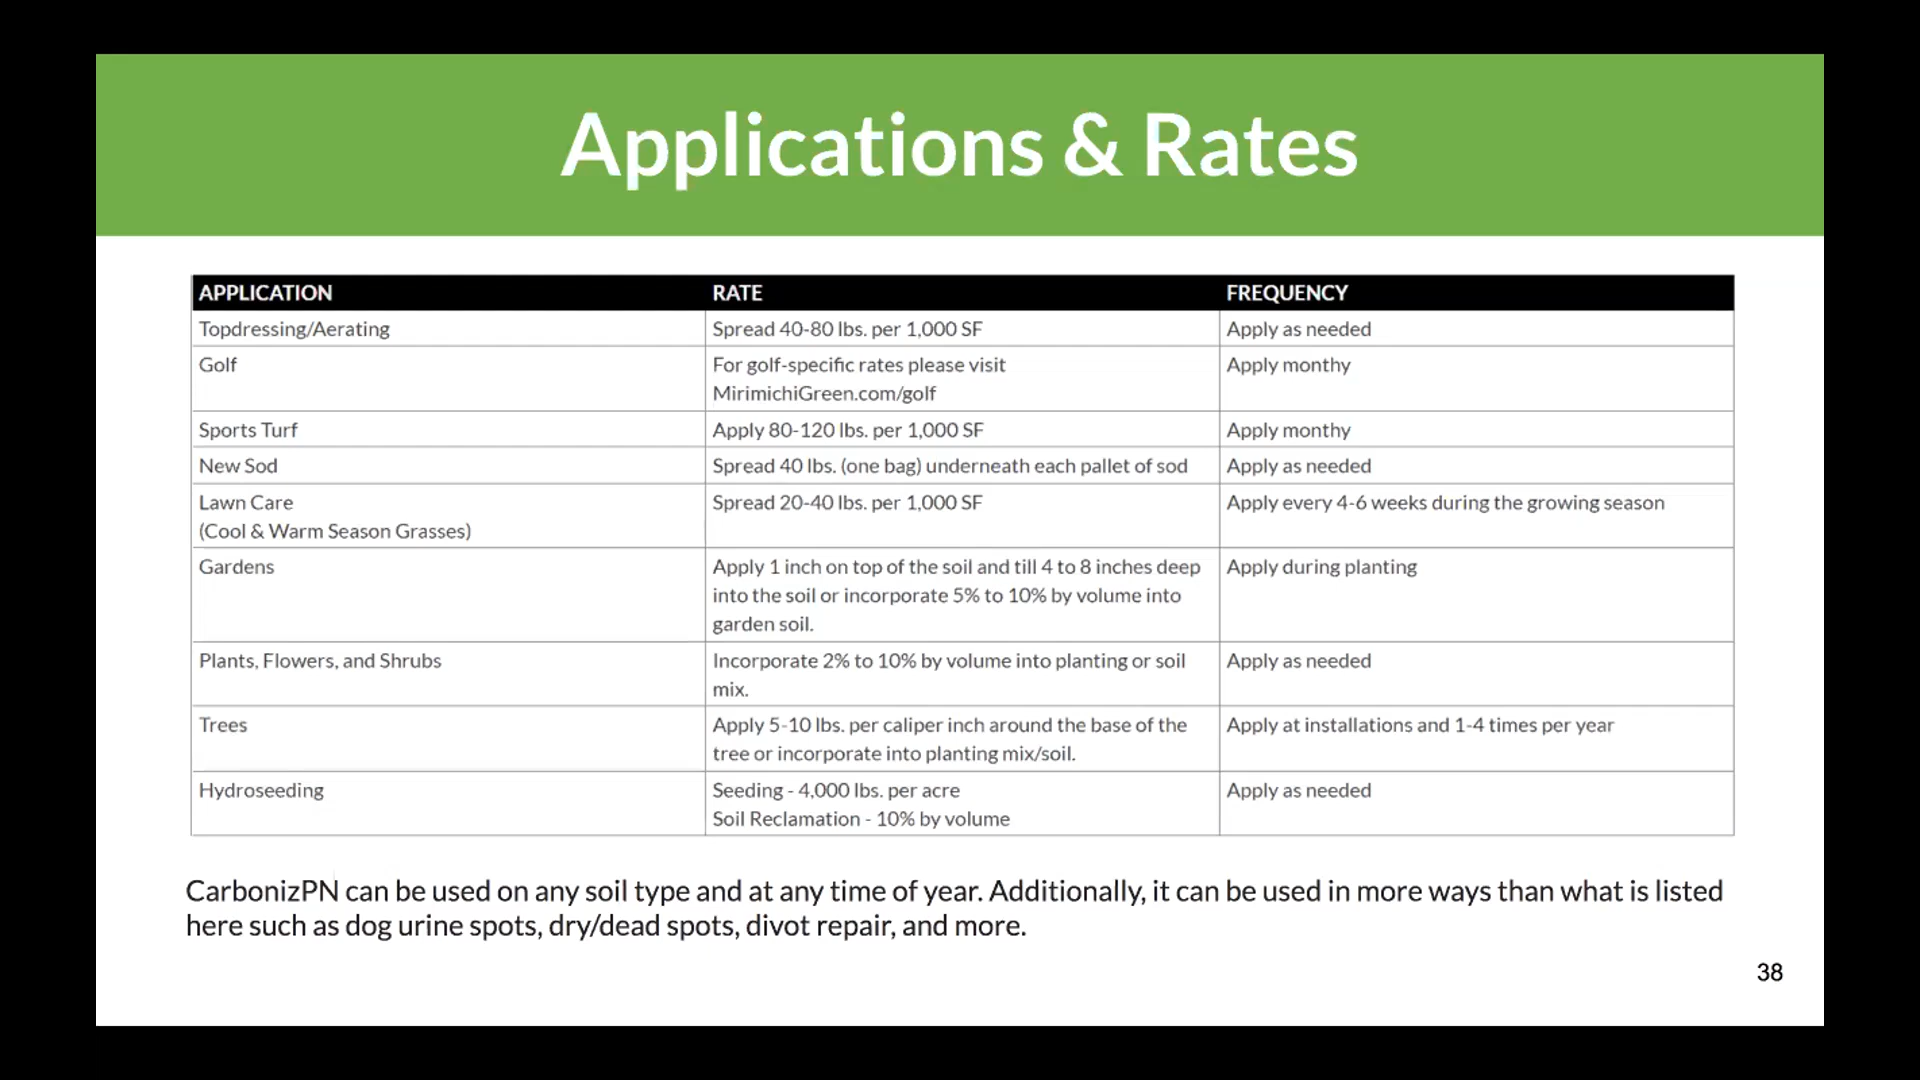 Applications & Rates
APPLICATION RATE FREQUENCY
Topdressing/Aerating Spread 40-80 lbs. per 1,000 SF Apply as needed
Golf For golf-specific rates please visit Apply monthy
MirimichiGreen.com/golf
Sports Turf Apply 80-120 lbs. per 1,000 SF Apply monthy
New Sod Spread 40 lbs. (one bag) underneath each pallet of sod Apply as needed
Lawn Care Spread 20-40 lbs. per 1,000 SF Apply every 4-6 weeks during the growing season
(Cool & Warm Season Grasses)
Gardens Apply 1 inch on top of the soil and till 4 to 8 inches deep Apply during planting
into the soil or incorporate 5% to 10% by volume into
garden soil.
Plants, Flowers, and Shrubs Incorporate 2% to 10% by volume into planting or soil Apply as needed
mix.
Trees Apply 5-10 lbs. per caliper inch around the base of the Apply at installations and 1-4 times per year
tree or incorporate into planting mix/soil.
Hydroseeding Seeding - 4,000 lbs. per acre Apply as needed
Soil Reclamation - 10% by volume
CarbonizPN can be used on any soil type and at any time of year. Additionally, it can be used in more ways than what is listed
here such as dog urine spots, dry/dead spots, divot repair, and more.
38